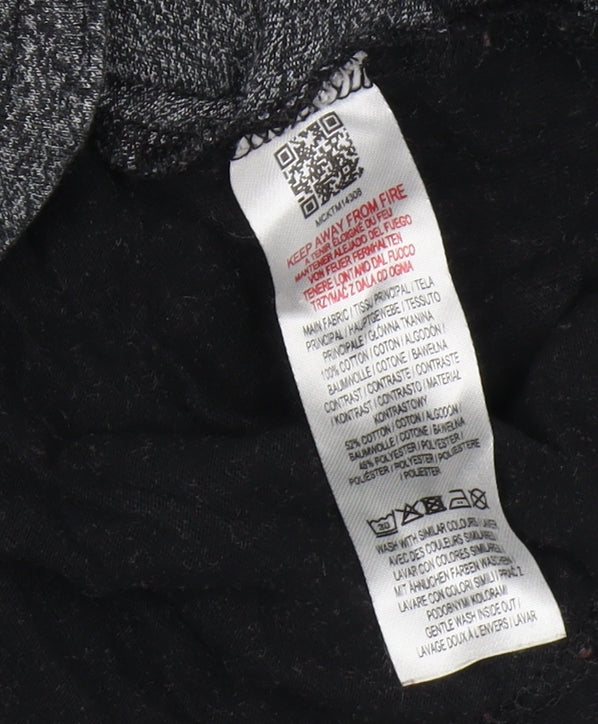 MCKTM14308
KEEP AWAY FROM FIRE
A TENIR ÉLOIGNÉ DU FEU
MANTENER ALEJADO DEL FUEGO
VON FEUER FERNHALTEN
TENERE LONTANO DAL FUOCO
TRZYMAĆ Z DALA OD OGNIA
MAIN FABRIC / TISSU PRINCIPAL / TELA
PRINCIPAL / HAUPTGEWEBE / TESSUTO
PRINCIPALE / GŁÓWNA TKANINA
100% COTTON / COTON / ALGODÓN /
BAUMWOLLE / COTONE / BAWEŁNA
CONTRAST / CONTRASTE / CONTRASTE
/ KONTRAST / CONTRASTO / MATERIAŁ
KONTRASTOWY
52% COTTON / COTON / ALGODÓN /
BAUMWOLLE / COTONE / BAWEŁNA
48% POLYESTER / POLYESTER /
POLIÉSTER / POLYESTER / POLIESTERE
/ POLIESTER
30
WASH WITH SIMILAR COLOURS / LAVER
AVEC DES COULEURS SIMILAIRES /
LAVAR CON COLORES SIMILARES /
MIT ÄHNLICHEN FARBEN WASCHEN /
LAVARE CON COLORI SIMILI / PRAĆ Z
PODOBNYMI KOLORAMI
GENTLE WASH INSIDE OUT /
LAVAGE DOUX À L'ENVERS / LAVAR